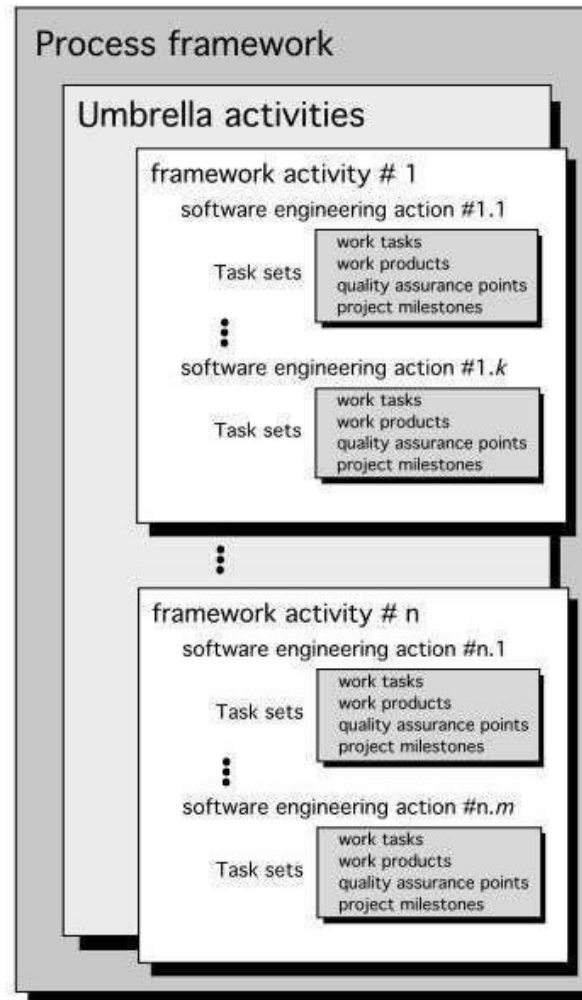 Process framework
Umbrella activities
framework activity # 1
software engineering action #1.1
Task sets
work tasks
work products
quality assurance points
project milestones
software engineering action #1.k
Task sets
work tasks
work products
quality assurance points
project milestones
framework activity # n
software engineering action #n.1
Task sets
work tasks
work products
quality assurance points
project milestones
software engineering action #n.m
Task sets
work tasks
work products
quality assurance points
project milestones